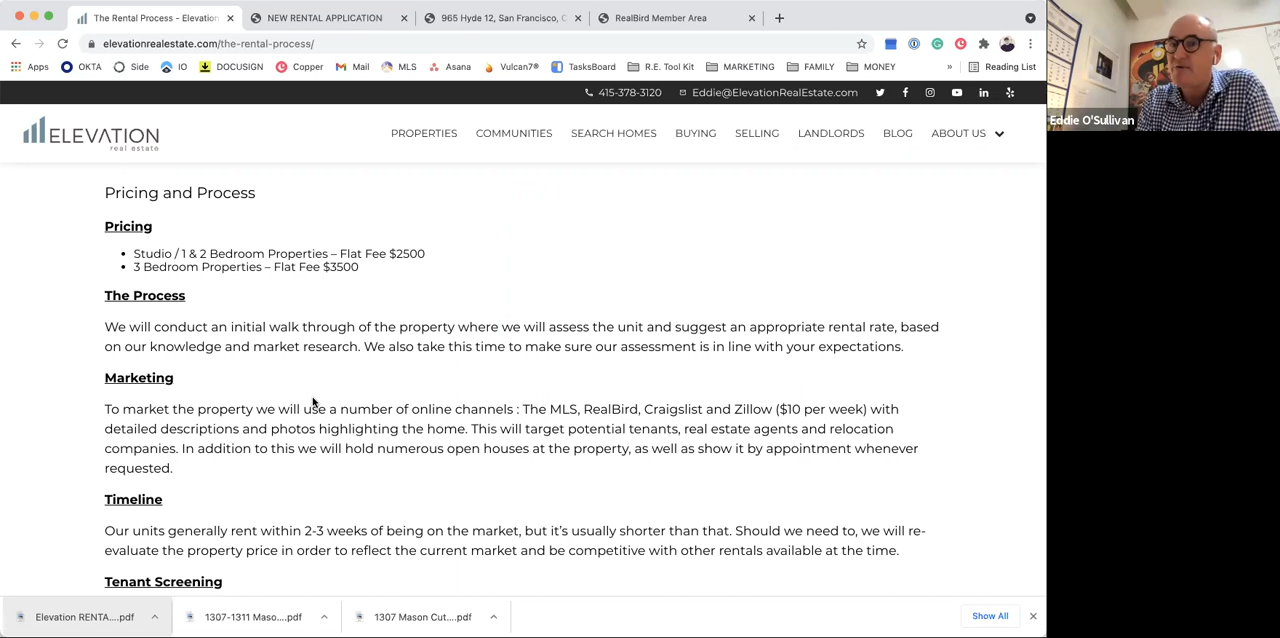 The Rental Process - Elevation
NEW RENTAL APPLICATION
965 Hyde 12, San Francisco, C
RealBird Member Area
elevationrealestate.com/the-rental-process/
Apps OKTA Side IO DOCUSIGN Copper Mail MLS Asana Vulcan7® TasksBoard R.E. Tool Kit MARKETING FAMILY MONEY » Reading List
415-378-3120 Eddie@ElevationRealEstate.com
ELEVATION
real estate
PROPERTIES COMMUNITIES SEARCH HOMES BUYING SELLING LANDLORDS BLOG ABOUT US
Eddie O'Sullivan
Pricing and Process
Pricing
• Studio / 1 & 2 Bedroom Properties – Flat Fee $2500
• 3 Bedroom Properties – Flat Fee $3500
The Process
We will conduct an initial walk through of the property where we will assess the unit and suggest an appropriate rental rate, based
on our knowledge and market research. We also take this time to make sure our assessment is in line with your expectations.
Marketing
To market the property we will use a number of online channels : The MLS, RealBird, Craigslist and Zillow ($10 per week) with
detailed descriptions and photos highlighting the home. This will target potential tenants, real estate agents and relocation
companies. In addition to this we will hold numerous open houses at the property, as well as show it by appointment whenever
requested.
Timeline
Our units generally rent within 2-3 weeks of being on the market, but it's usually shorter than that. Should we need to, we will re-
evaluate the property price in order to reflect the current market and be competitive with other rentals available at the time.
Tenant Screening
Elevation RENTA....pdf
1307-1311 Maso....pdf
1307 Mason Cut....pdf
Show All